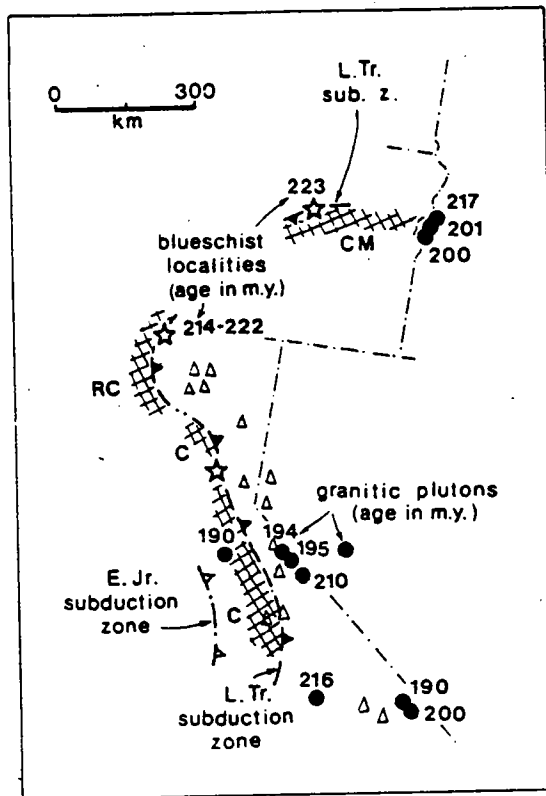 L.Tr.
sub. z.
0 300
km
223
217
201
200
CM
blueschist
localities
(age in m.y.)
214-222
RC
C
granitic plutons
(age in m.y.)
190
194
195
210
E. Jr.
subduction
zone
C
L. Tr.
subduction
zone
216
190
200